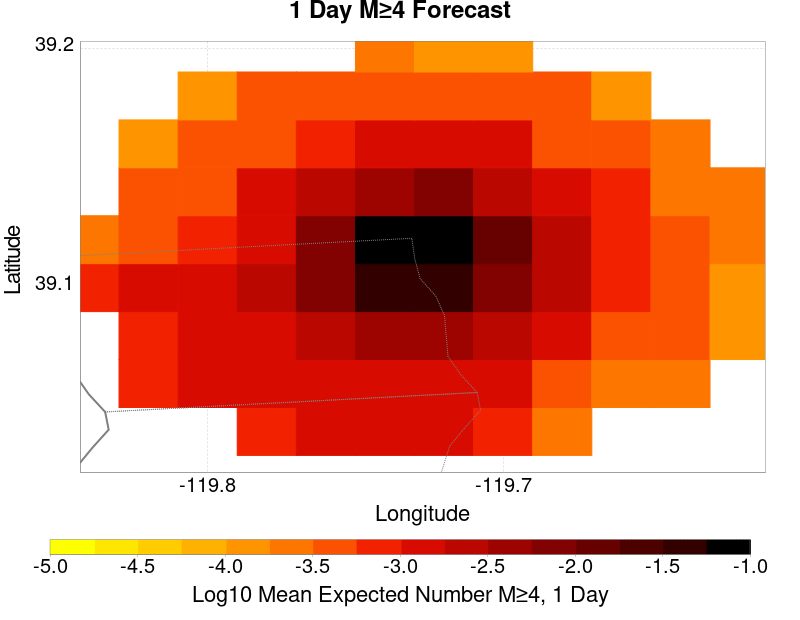 1 Day M≥4 Forecast
39.2
39.1
Latitude
-119.8 -119.7
Longitude
-5.0 -4.5 -4.0 -3.5 -3.0 -2.5 -2.0 -1.5 -1.0
Log10 Mean Expected Number M≥4, 1 Day